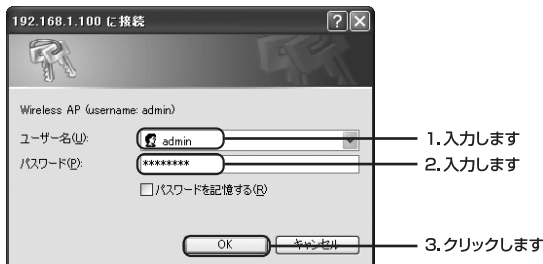 192.168.1.100 に接続
Wireless AP (username: admin)
ユーザー名(U):
admin
1.入力します
パスワード(P):
********
2.入力します
パスワードを記憶する(R)
OK
キャンセル
3.クリックします